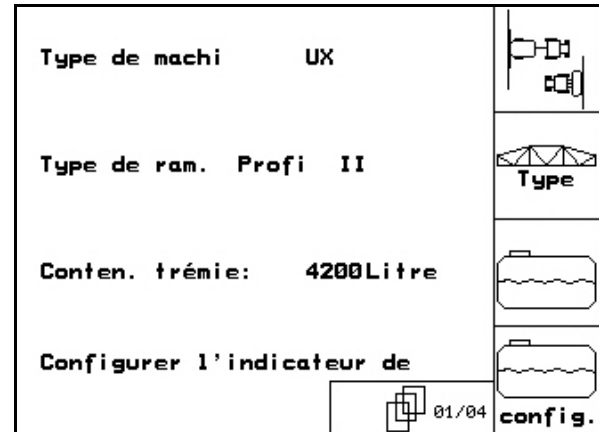 Type de machi UX
Type de ram. Profi II
Type
Conten. trémie: 4200Litre
Configurer l'indicateur de
01/04
config.